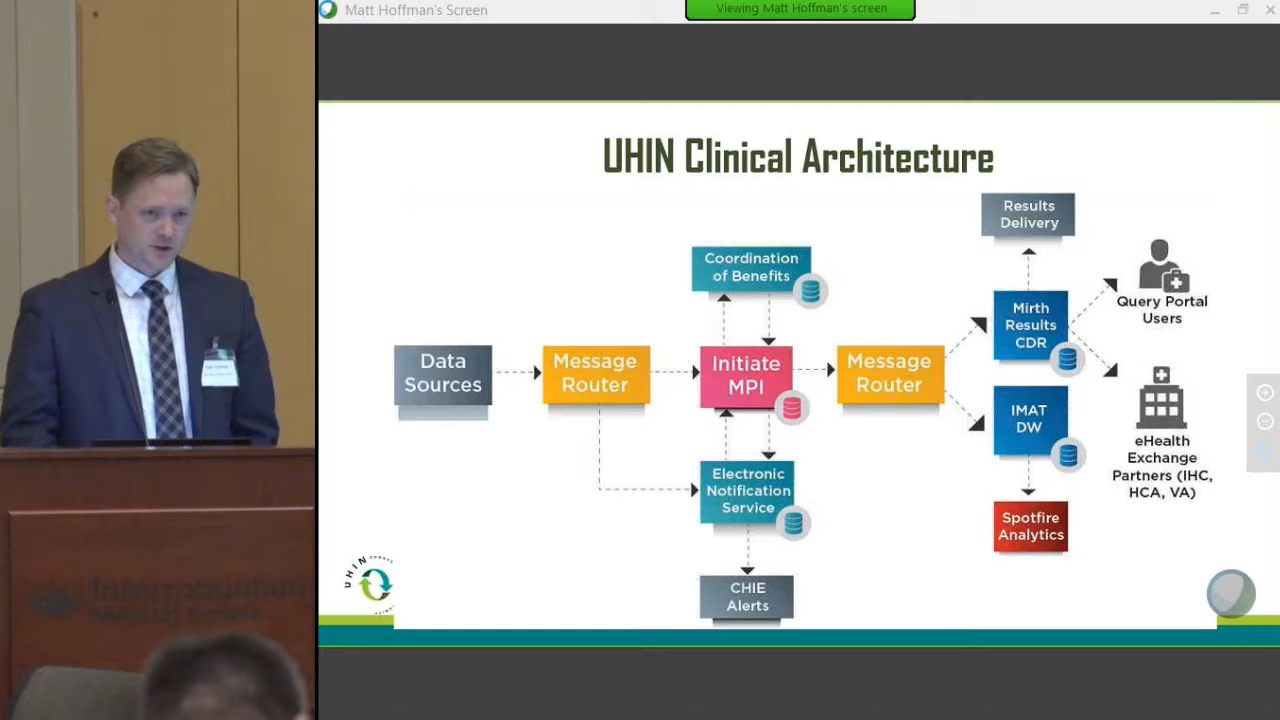 Matt Hoffman's Screen
Viewing Matt Hoffman's screen
UHIN Clinical Architecture
Results
Delivery
Coordination
of Benefits
Mirth
Results
CDR
Query Portal
Users
Data
Sources
Message
Router
Initiate
MPI
Message
Router
IMAT
DW
eHealth
Exchange
Partners (IHC,
HCA, VA)
Electronic
Notification
Service
Spotfire
Analytics
CHIE
Alerts
UHIN
Intermountain